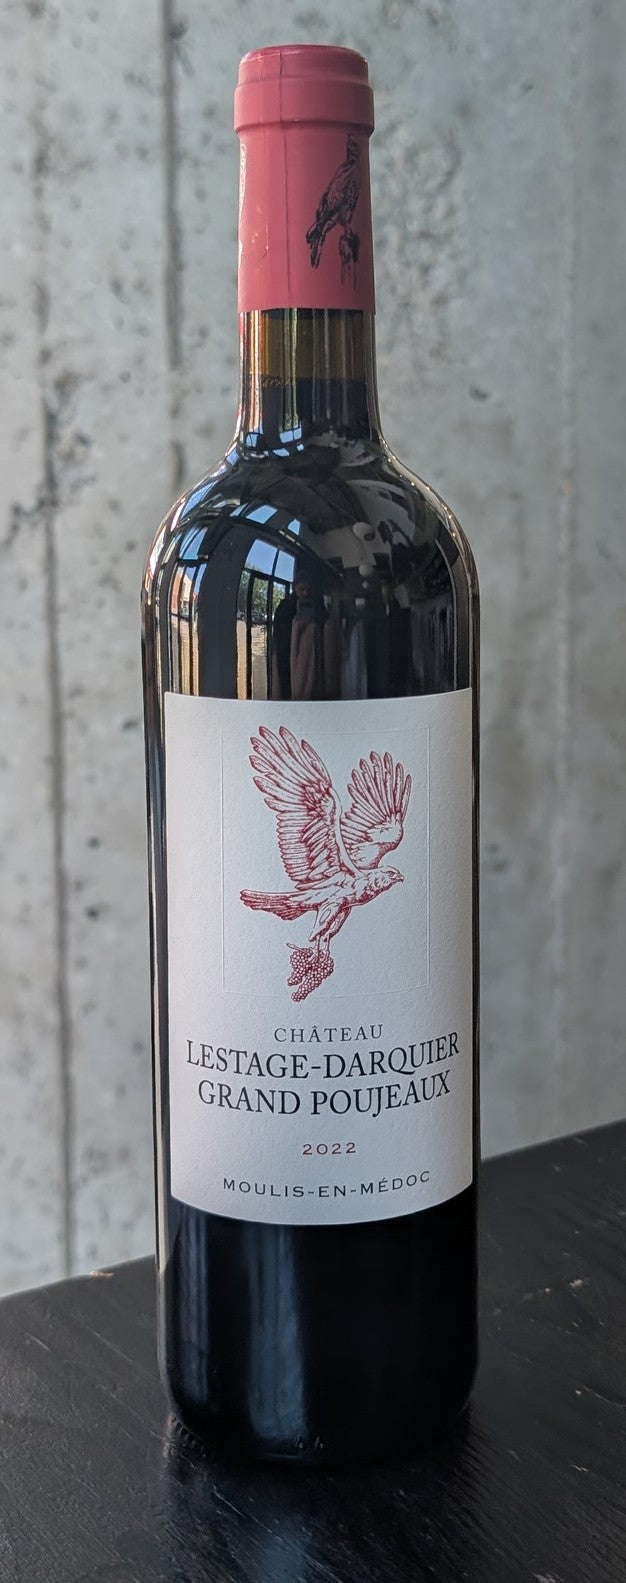 CHÂTEAU
LESTAGE-DARQUIER
GRAND POUJEAUX
2022
MOULIS-EN-MÉDOC